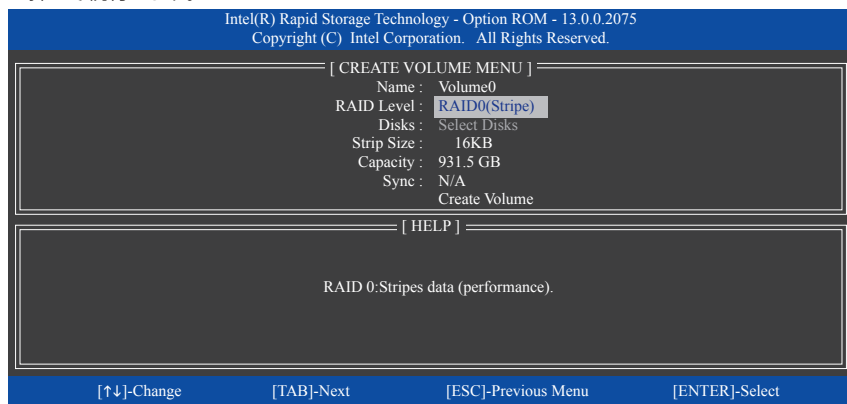 Intel(R) Rapid Storage Technology - Option ROM - 13.0.0.2075
Copyright (C) Intel Corporation. All Rights Reserved.
[ CREATE VOLUME MENU ]
Name : Volume0
RAID Level : RAID0(Stripe)
Disks : Select Disks
Strip Size : 16KB
Capacity : 931.5 GB
Sync : N/A
Create Volume
[ HELP ]
RAID 0:Stripes data (performance).
[↑↓]-Change [TAB]-Next [ESC]-Previous Menu [ENTER]-Select